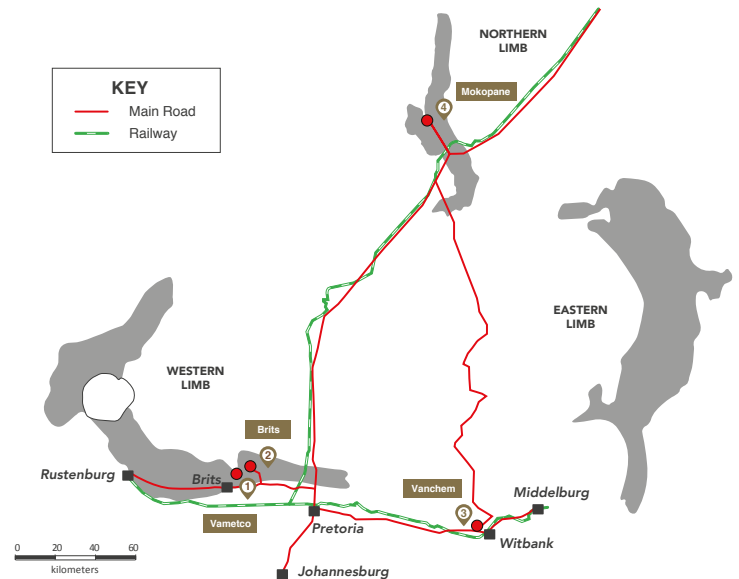 NORTHERN
LIMB
KEY
Main Road
Railway
Mokopane
4
EASTERN
LIMB
WESTERN
LIMB
Brits
2
Rustenburg
Brits
1
Vametco
Vanchem
3
Middelburg
Pretoria
Witbank
0 20 40 60
kilometers
Johannesburg